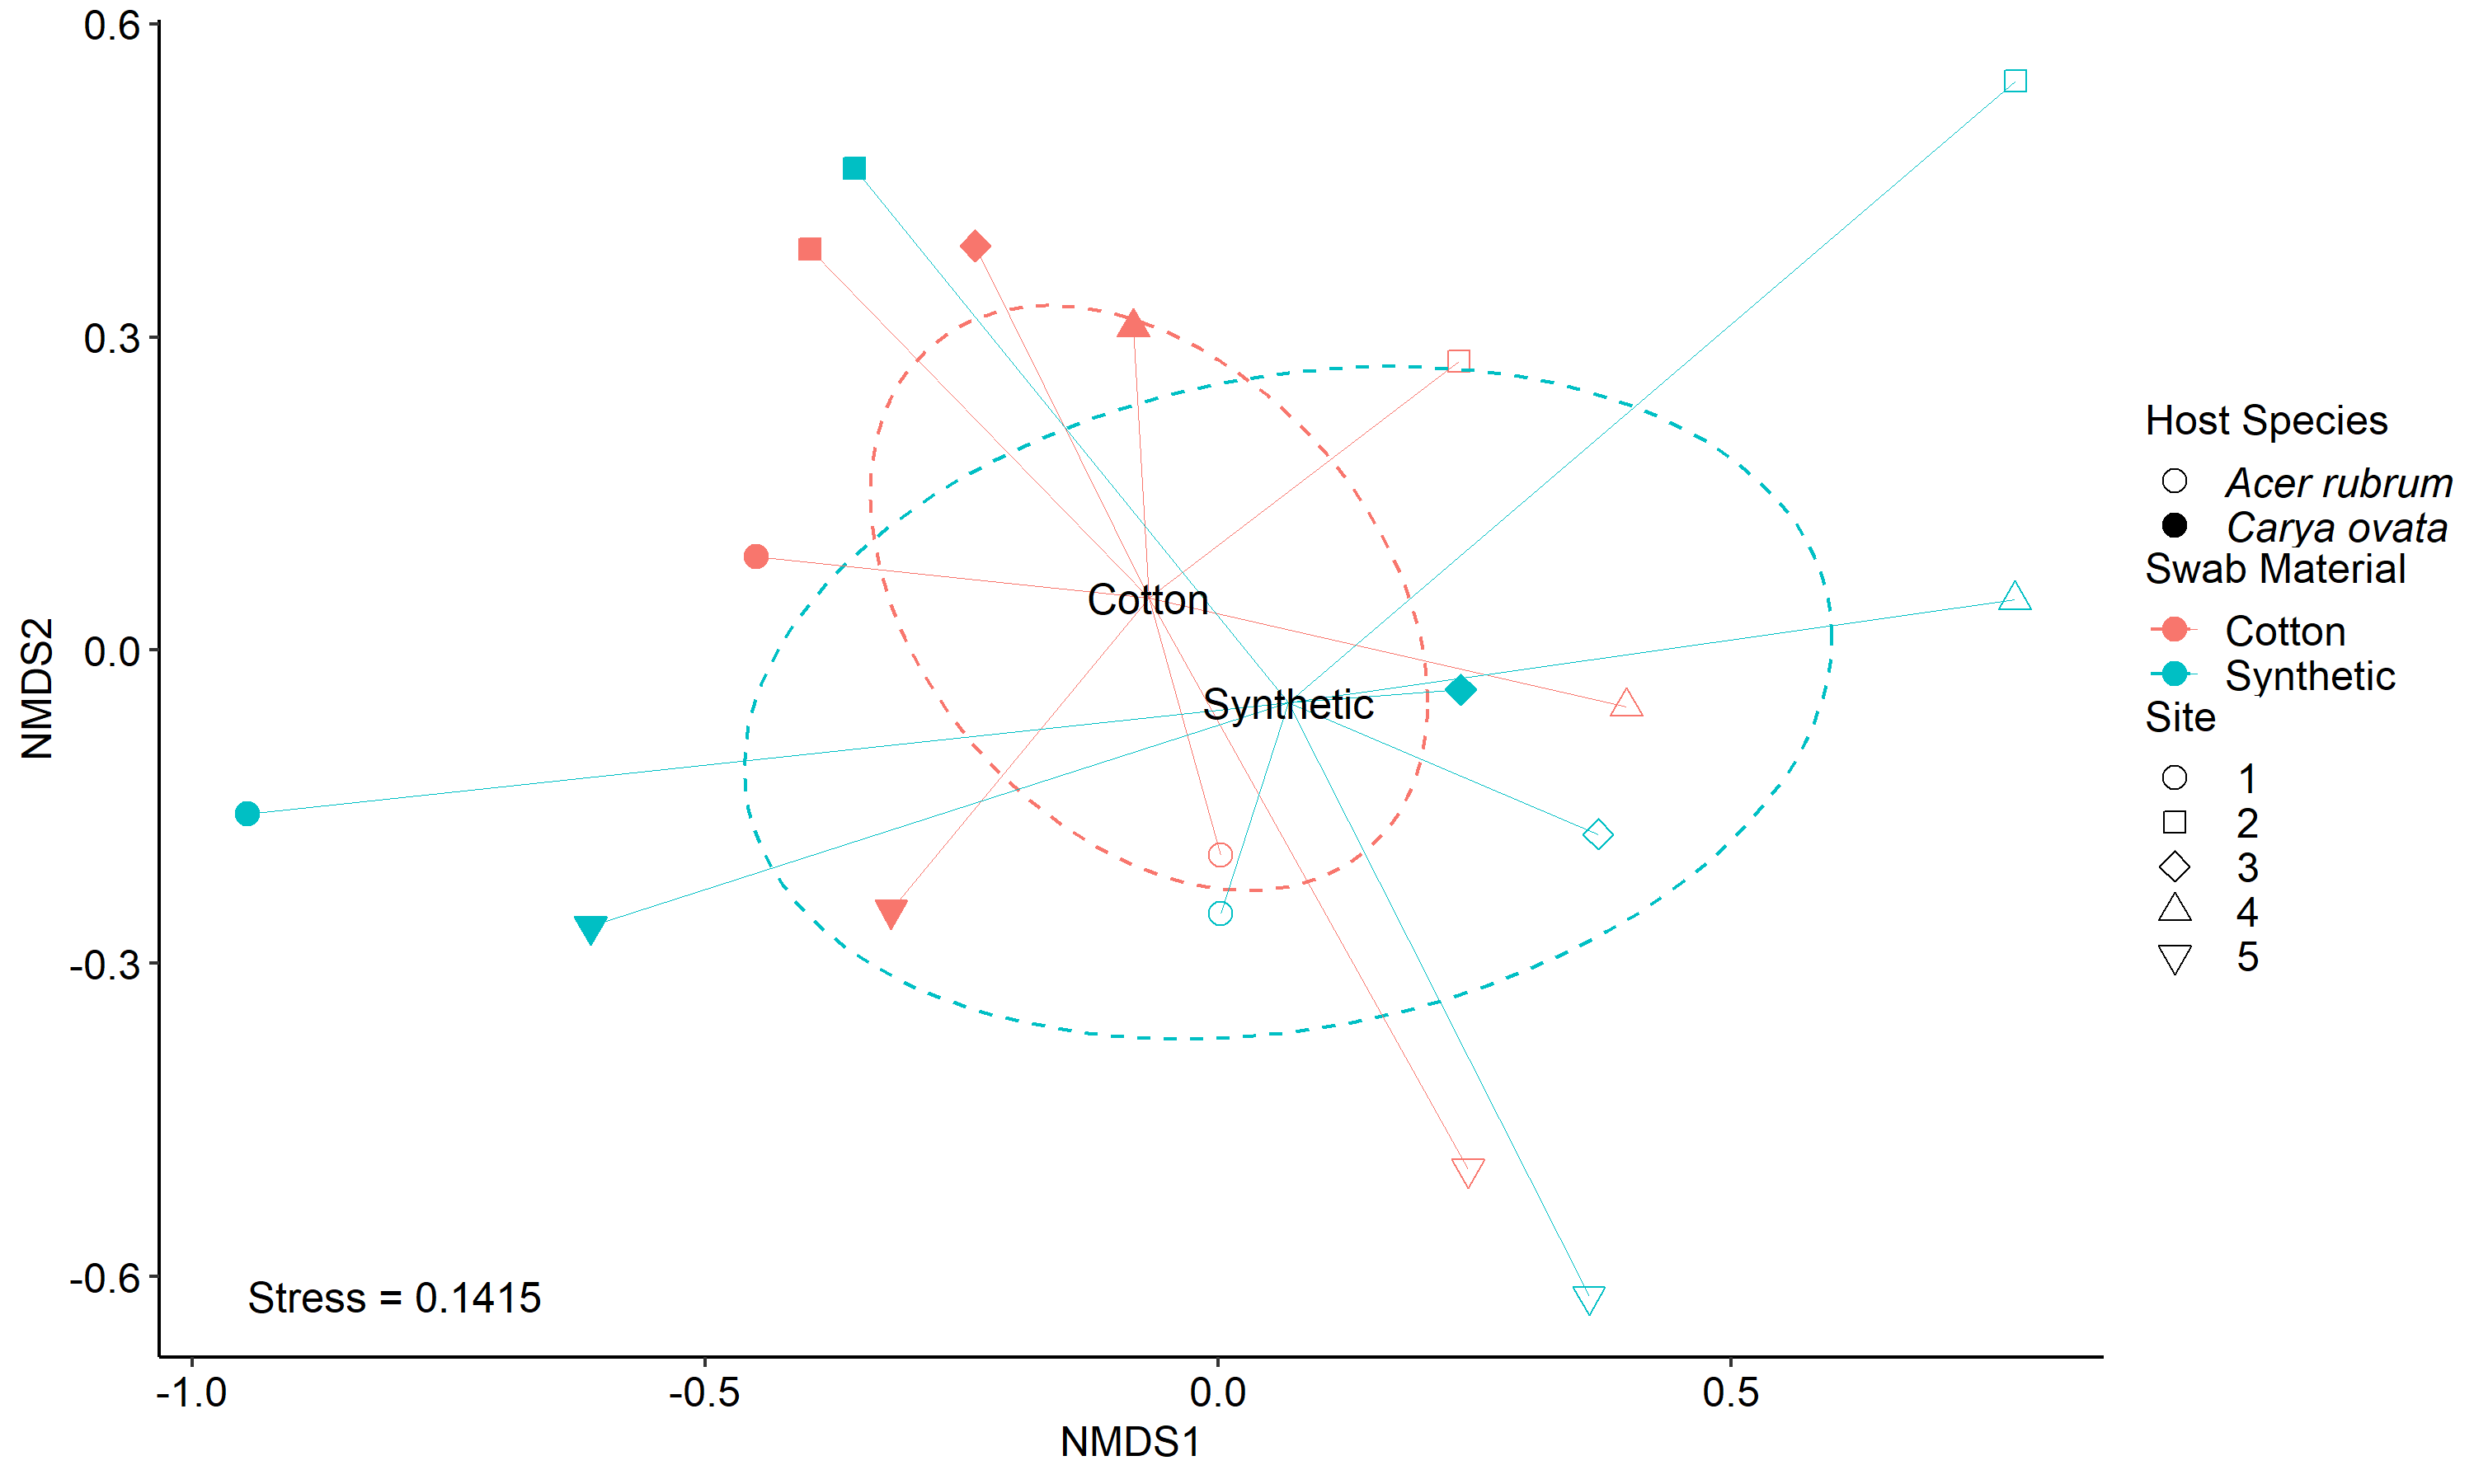 0.6
0.3
0.0
-0.3
-0.6
NMDS2
Cotton
Synthetic
Stress = 0.1415
-1.0 -0.5 0.0 0.5
NMDS1
Host Species
Acer rubrum
Carya ovata
Swab Material
Cotton
Synthetic
Site
1
2
3
4
5